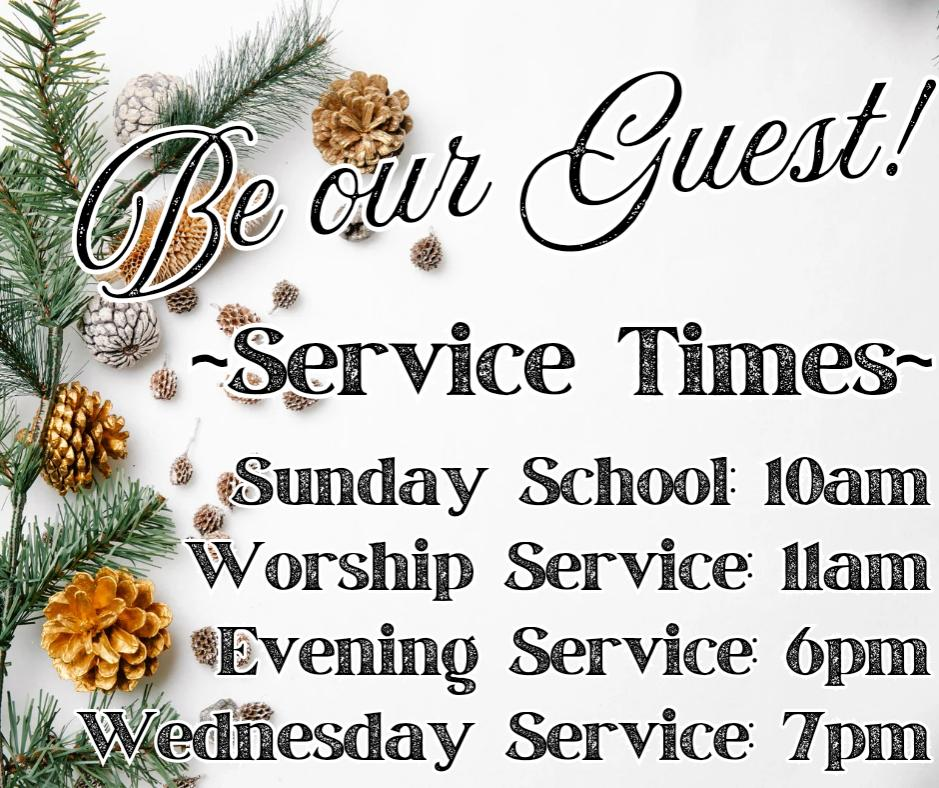 Be our Guest!
~Service Times~
Sunday School: 10am
Worship Service: 11am
Evening Service: 6pm
Wednesday Service: 7pm